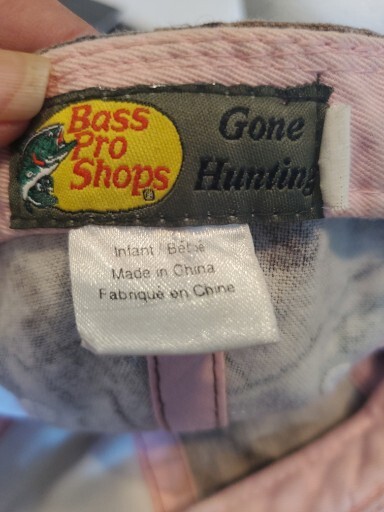 Bass
Pro
Shops®
Gone
Hunting
Infant / Bébé
Made in China
Fabriqué en Chine